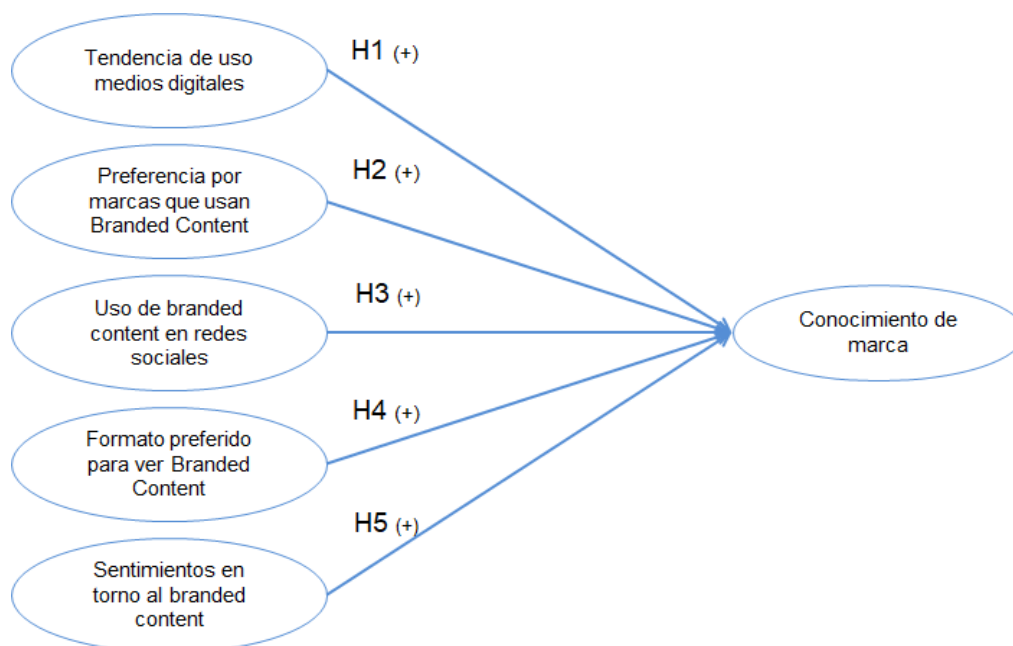 Tendencia de uso
medios digitales
H1 (+)
Preferencia por
marcas que usan
Branded Content
H2 (+)
Uso de branded
content en redes
sociales
H3 (+)
Conocimiento de
marca
Formato preferido
para ver Branded
Content
H4 (+)
Sentimientos en
torno al branded
content
H5 (+)